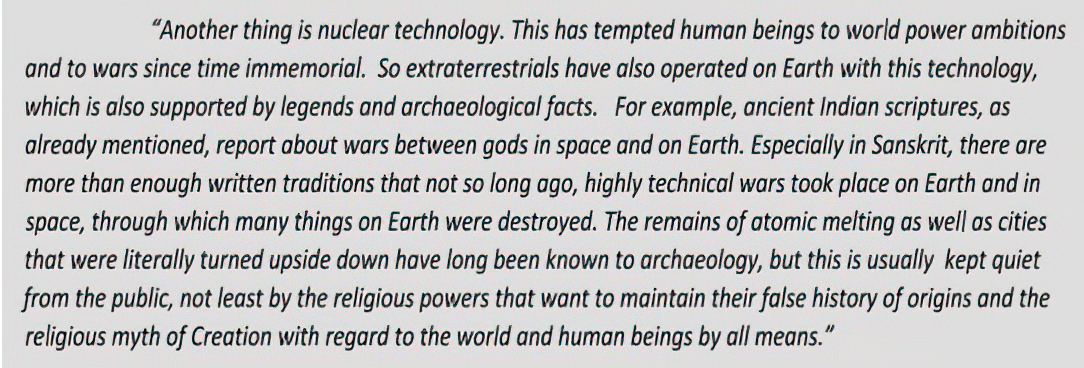 “Another thing is nuclear technology. This has tempted human beings to world power ambitions
and to wars since time immemorial.  So extraterrestrials have also operated on Earth with this technology,
which is also supported by legends and archaeological facts.   For example, ancient Indian scriptures, as
already mentioned, report about wars between gods in space and on Earth. Especially in Sanskrit, there are
more than enough written traditions that not so long ago, highly technical wars took place on Earth and in
space, through which many things on Earth were destroyed. The remains of atomic melting as well as cities
that were literally turned upside down have long been known to archaeology, but this is usually  kept quiet
from the public, not least by the religious powers that want to maintain their false history of origins and the
religious myth of Creation with regard to the world and human beings by all means.”